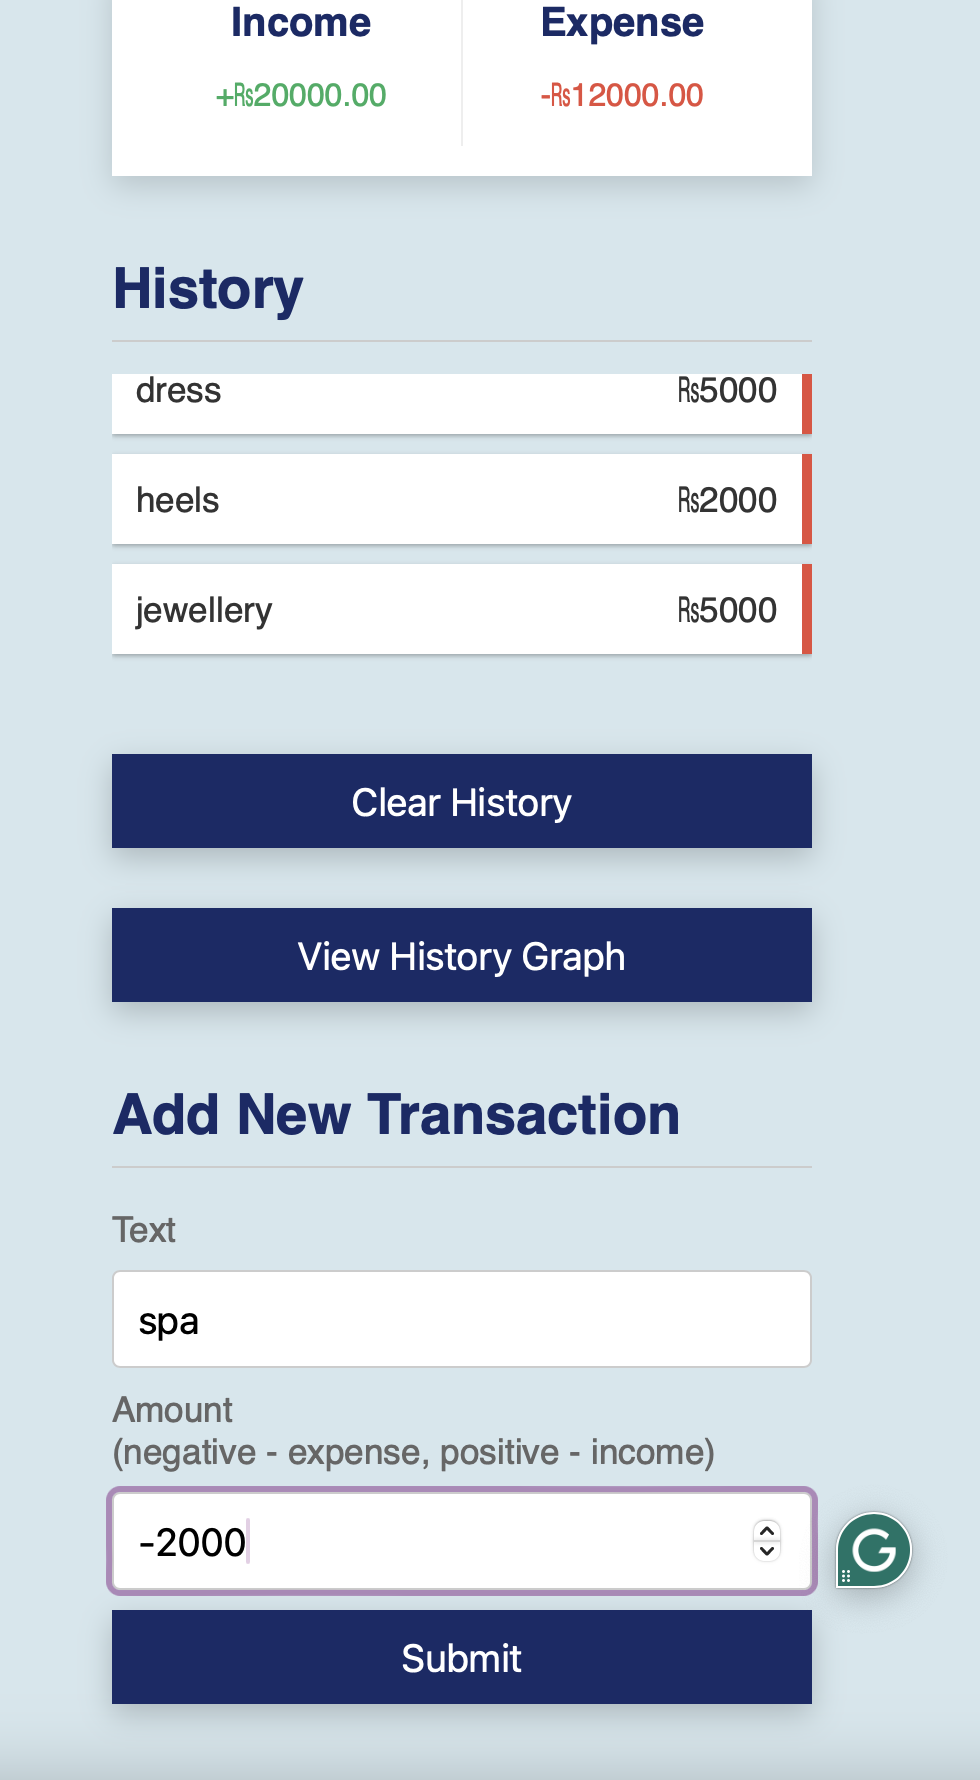 Income Expense
+₨20000.00 -₨12000.00
History
dress ₨5000
heels ₨2000
jewellery ₨5000
Clear History
View History Graph
Add New Transaction
Text
spa
Amount
(negative - expense, positive - income)
-2000
G
Submit